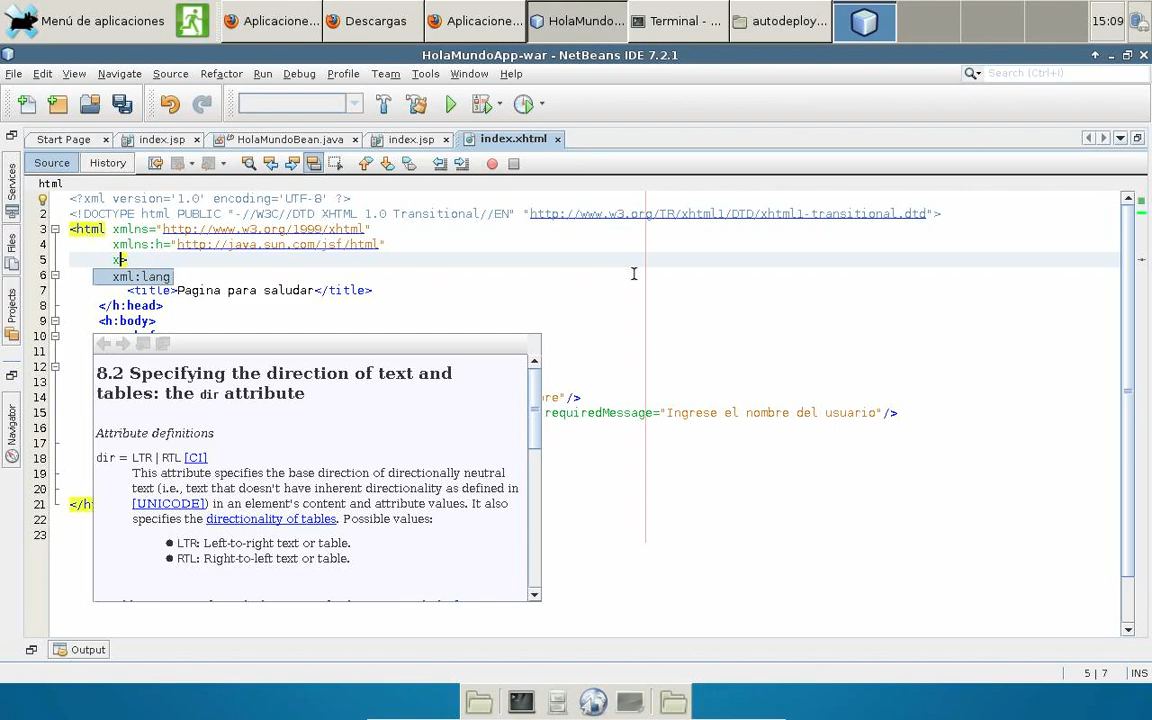 Menú de aplicaciones
Aplicacione...
Descargas
Aplicacione...
HolaMundo...
Terminal - ...
autodeploy...
15:09
HolaMundoApp-war - NetBeans IDE 7.2.1
File Edit View Navigate Source Refactor Run Debug Profile Team Tools Window Help
Search (Ctrl+I)
Start Page
index.jsp
HolaMundoBean.java
index.jsp
index.xhtml
Source
History
Services
Files
Projects
Navigator
html
1 <?xml version='1.0' encoding='UTF-8' ?>
2 <!DOCTYPE html PUBLIC "-//W3C//DTD XHTML 1.0 Transitional//EN" "http://www.w3.org/TR/xhtml1/DTD/xhtml1-transitional.dtd">
3 <html xmlns="http://www.w3.org/1999/xhtml"
4 xmlns:h="http://java.sun.com/jsf/html"
5 x>
6 xml:lang
7 <title>Pagina para saludar</title>
8 </h:head>
9 <h:body>
10
11
12
13
14 re"/>
15 requiredMessage="Ingrese el nombre del usuario"/>
16
17
18
19
20
21 </h
22
23
8.2 Specifying the direction of text and
tables: the dir attribute
Attribute definitions
dir = LTR | RTL [CI]
This attribute specifies the base direction of directionally neutral
text (i.e., text that doesn't have inherent directionality as defined in
[UNICODE]) in an element's content and attribute values. It also
specifies the directionality of tables. Possible values:
● LTR: Left-to-right text or table.
● RTL: Right-to-left text or table.
Output
5 | 7
INS